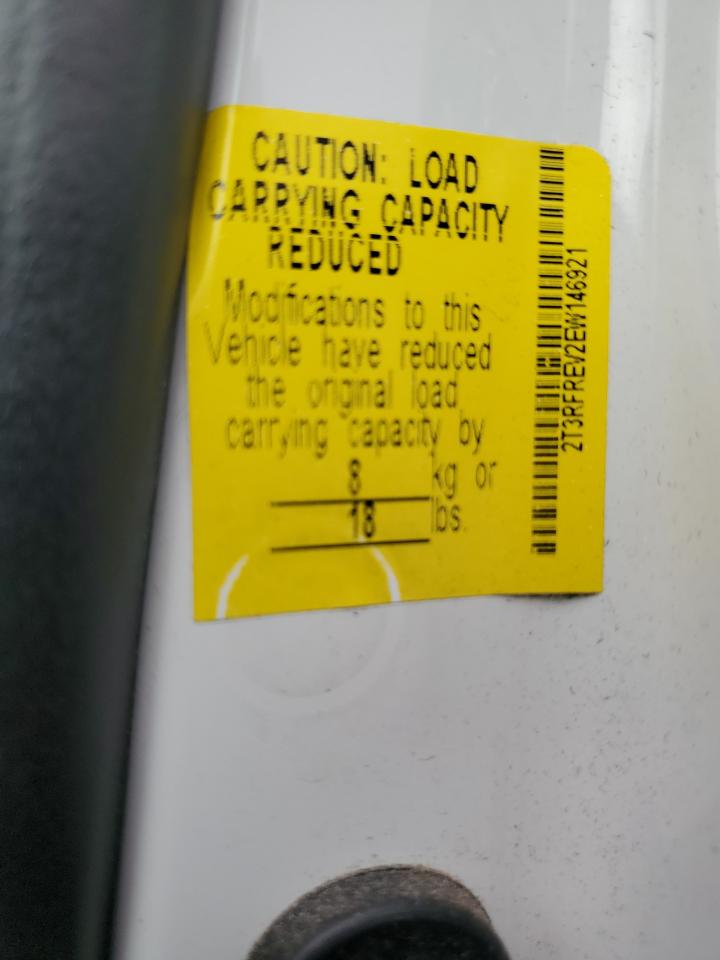 CAUTION: LOAD
CARRYING CAPACITY
REDUCED
Modifications to this
Vehicle have reduced
the original load
carrying capacity by
8 kg or
18 lbs.
2T3RFREV2EW146921